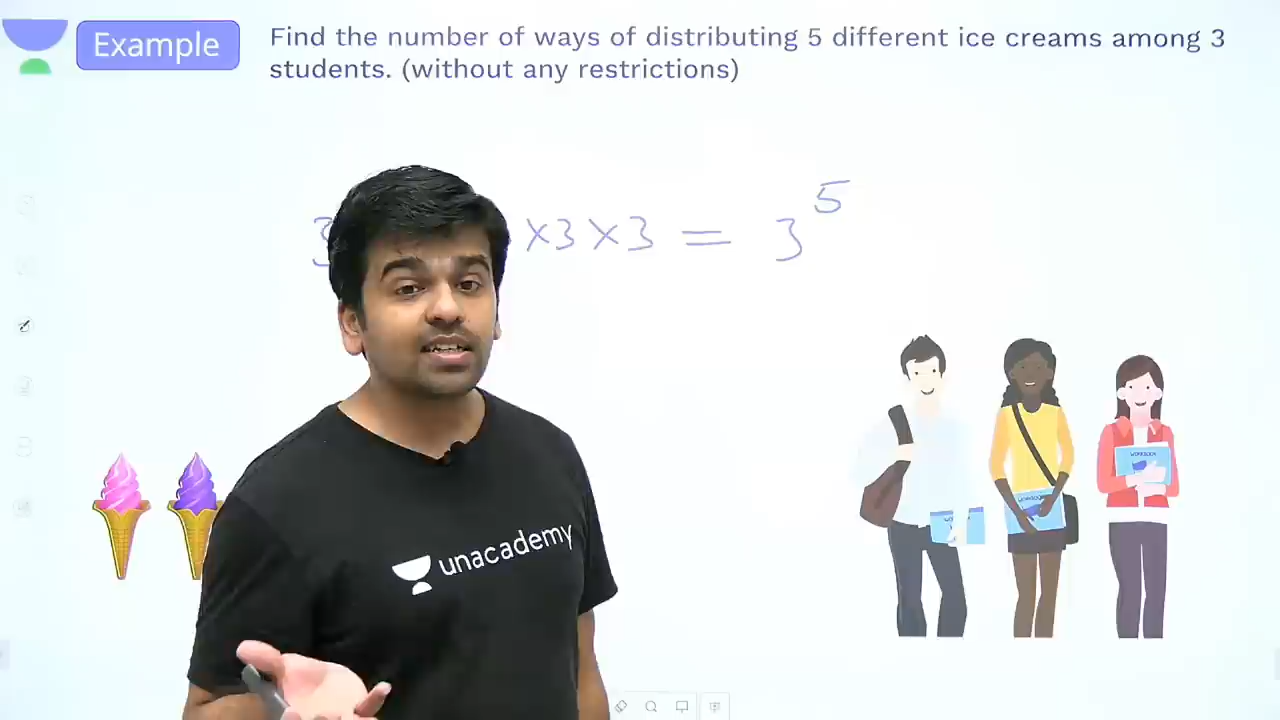 Example
Find the number of ways of distributing 5 different ice creams among 3
students. (without any restrictions)
3 ×3 ×3 = 3⁵
unacademy